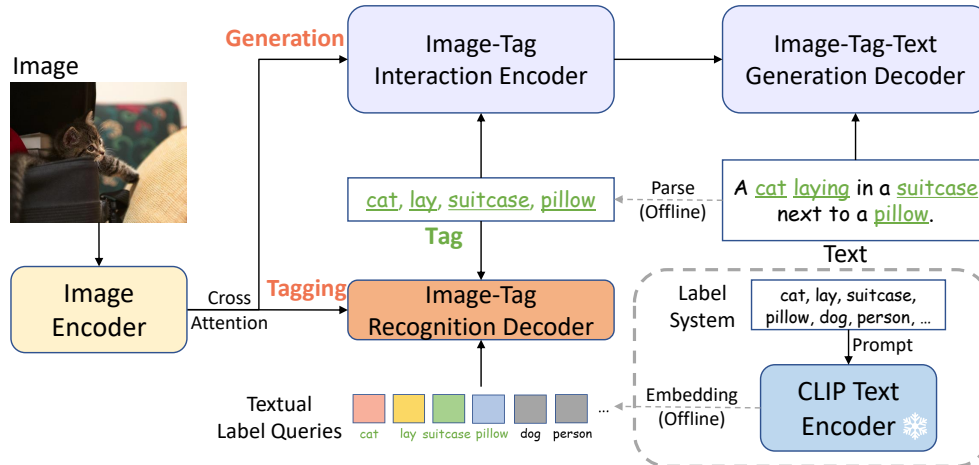 Image
Generation
Image-Tag
Interaction Encoder
Image-Tag-Text
Generation Decoder
cat, lay, suitcase, pillow
Tag
Parse
(Offline)
A cat laying in a suitcase
next to a pillow.
Text
Image
Encoder
Cross
Attention
Tagging
Image-Tag
Recognition Decoder
Label
System
cat, lay, suitcase,
pillow, dog, person, …
Prompt
CLIP Text
Encoder
Embedding
(Offline)
Textual
Label Queries
cat lay suitcase pillow dog person …